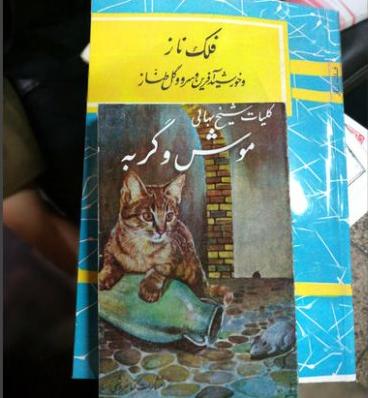 فلک ناز
و خورشید آفرین و سرو و گل طناز
کلیات شیخ بهائی
موش و گربه